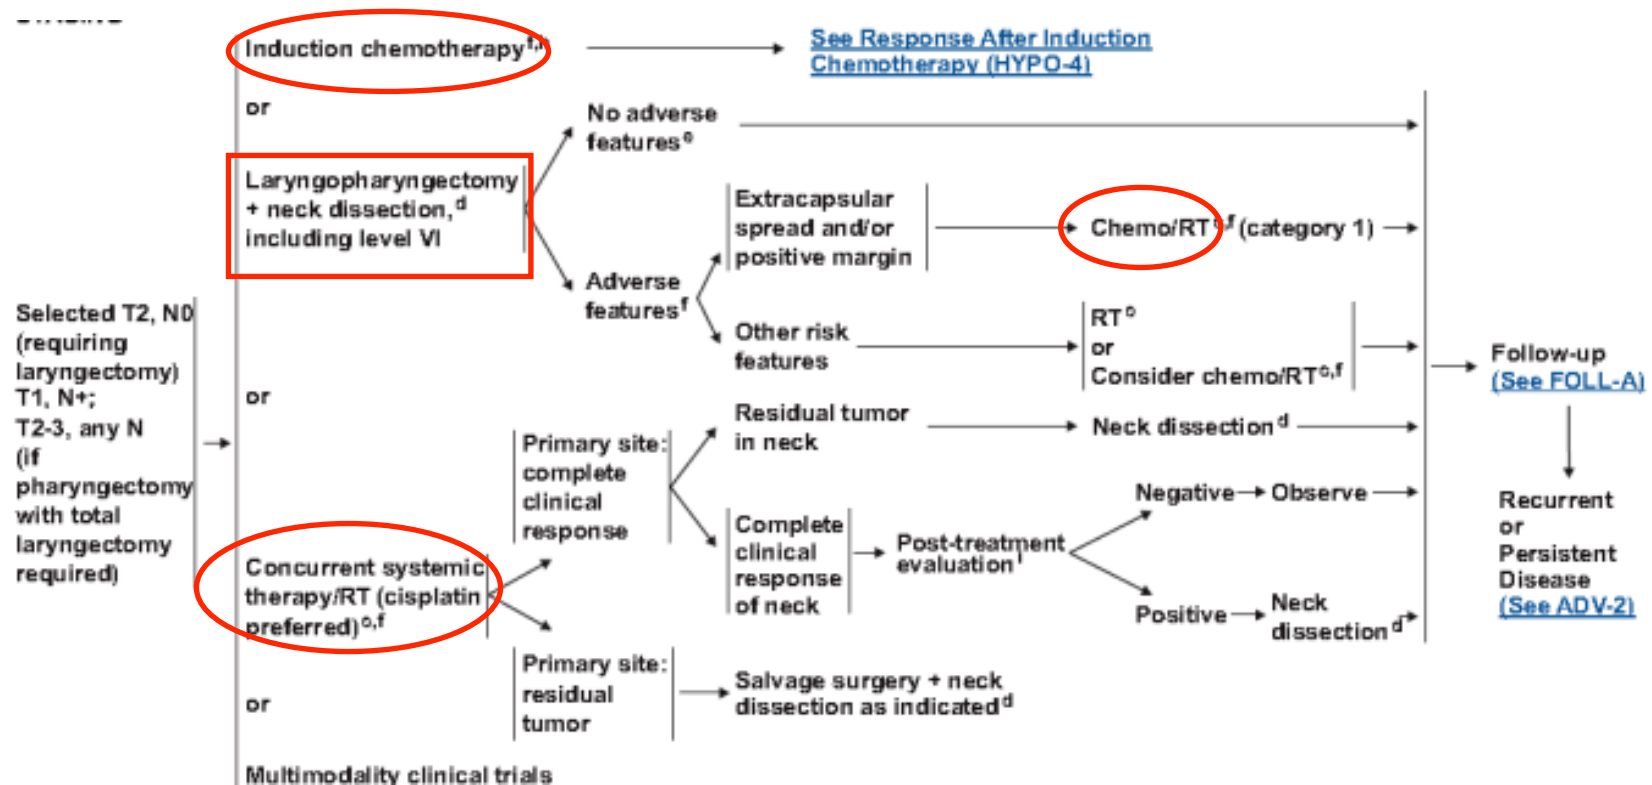 Induction chemotherapy f,h
See Response After Induction
Chemotherapy (HYPO-4)
or
No adverse
features e
Laryngopharyngectomy
+ neck dissection, d
including level VI
Adverse
features f
Extracapsular
spread and/or
positive margin
Chemo/RT c,f (category 1)
Other risk
features
RT c
or
Consider chemo/RT c,f
Selected T2, N0
(requiring
laryngectomy)
T1, N+;
T2-3, any N
(if
pharyngectomy
with total
laryngectomy
required)
or
Concurrent systemic
therapy/RT (cisplatin
preferred) c,f
Primary site:
complete
clinical
response
Residual tumor
in neck
Neck dissection d
Complete
clinical
response
of neck
Post-treatment
evaluation i
Negative
Observe
Positive
Neck
dissection d
Primary site:
residual
tumor
Salvage surgery + neck
dissection as indicated d
or
Multimodality clinical trials
Follow-up
(See FOLL-A)
Recurrent
or
Persistent
Disease
(See ADV-2)